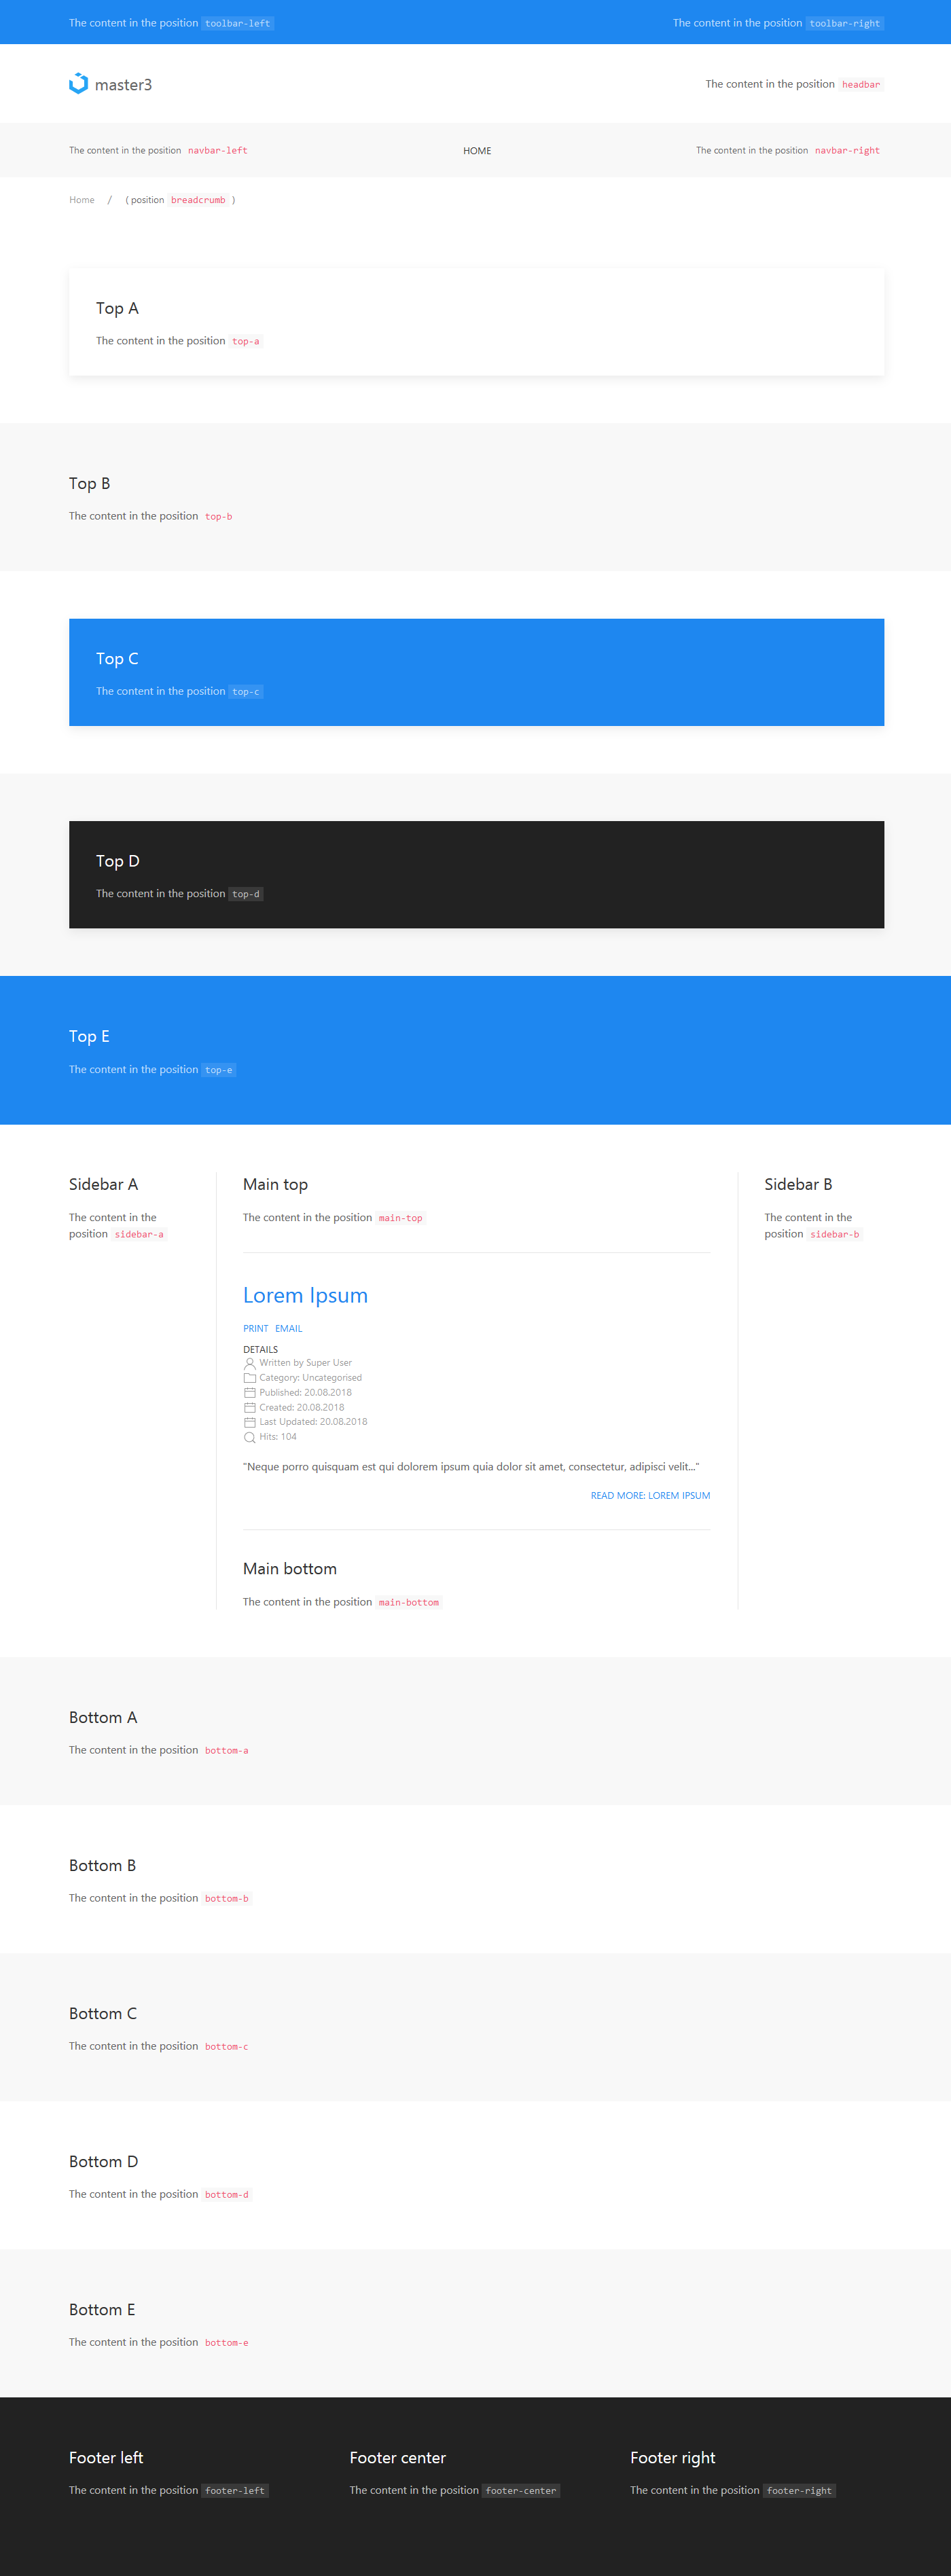 The content in the position toolbar-left
The content in the position toolbar-right
master3
The content in the position headbar
The content in the position navbar-left
HOME
The content in the position navbar-right
Home / ( position breadcrumb )
Top A
The content in the position top-a
Top B
The content in the position top-b
Top C
The content in the position top-c
Top D
The content in the position top-d
Top E
The content in the position top-e
Sidebar A
The content in the
position sidebar-a
Main top
The content in the position main-top
Lorem Ipsum
PRINT EMAIL
DETAILS
Written by Super User
Category: Uncategorised
Published: 20.08.2018
Created: 20.08.2018
Last Updated: 20.08.2018
Hits: 104
"Neque porro quisquam est qui dolorem ipsum quia dolor sit amet, consectetur, adipisci velit..."
READ MORE: LOREM IPSUM
Main bottom
The content in the position main-bottom
Sidebar B
The content in the
position sidebar-b
Bottom A
The content in the position bottom-a
Bottom B
The content in the position bottom-b
Bottom C
The content in the position bottom-c
Bottom D
The content in the position bottom-d
Bottom E
The content in the position bottom-e
Footer left
The content in the position footer-left
Footer center
The content in the position footer-center
Footer right
The content in the position footer-right